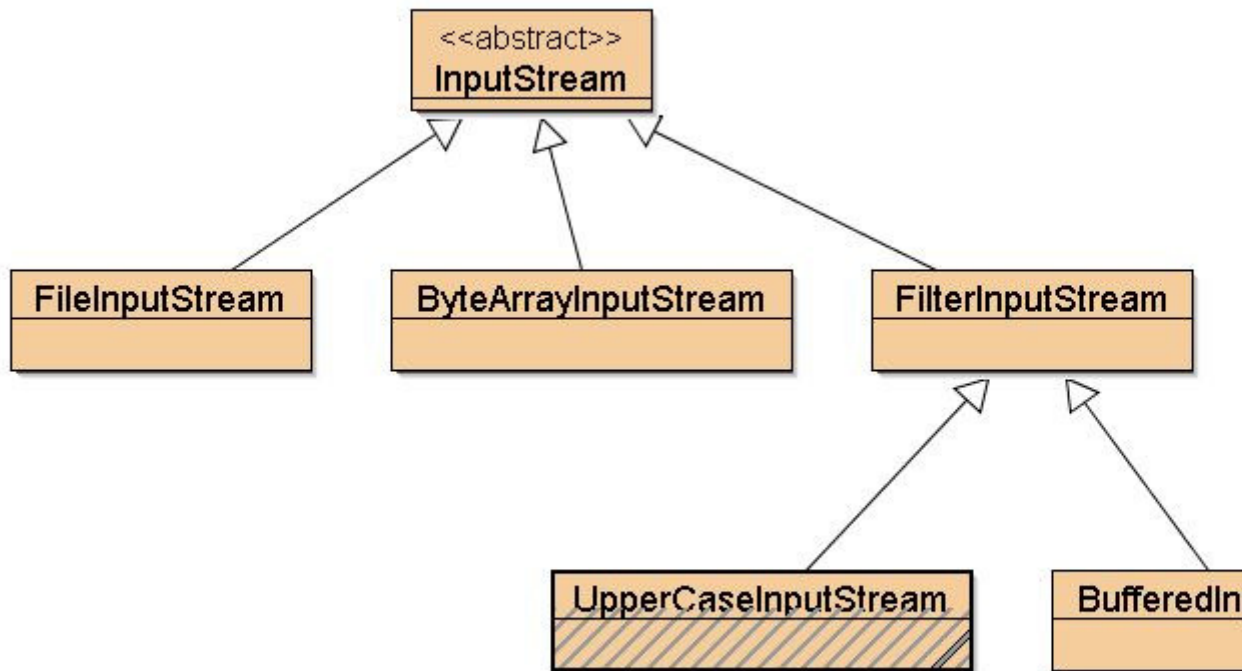 <<abstract>>
InputStream
FileInputStream
ByteArrayInputStream
FilterInputStream
UpperCaseInputStream
BufferedIn